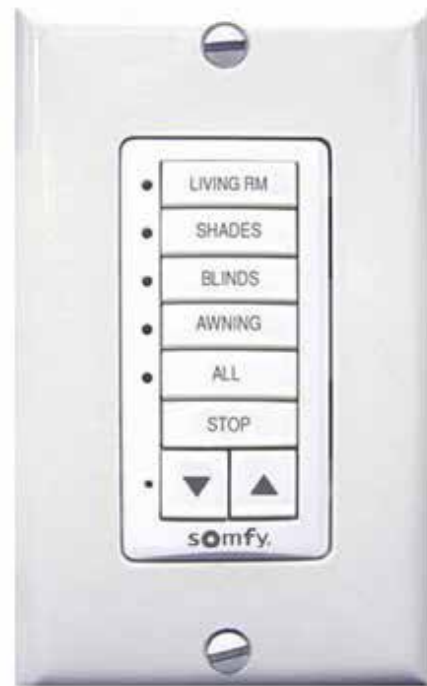 LIVING RM
SHADES
BLINDS
AWNING
ALL
STOP
somfy.